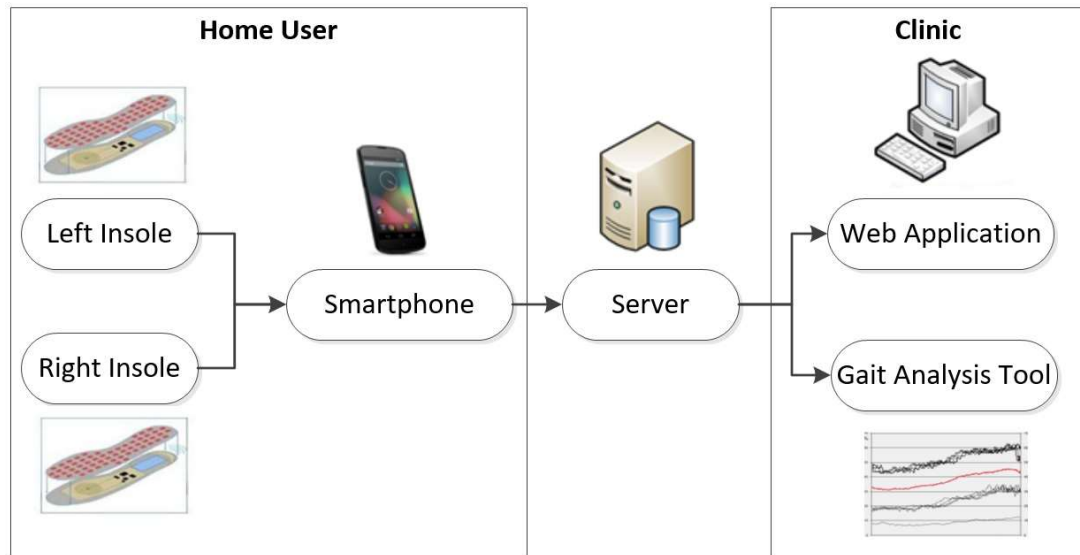 Home User
Clinic
Left Insole
Web Application
Smartphone
Server
Right Insole
Gait Analysis Tool